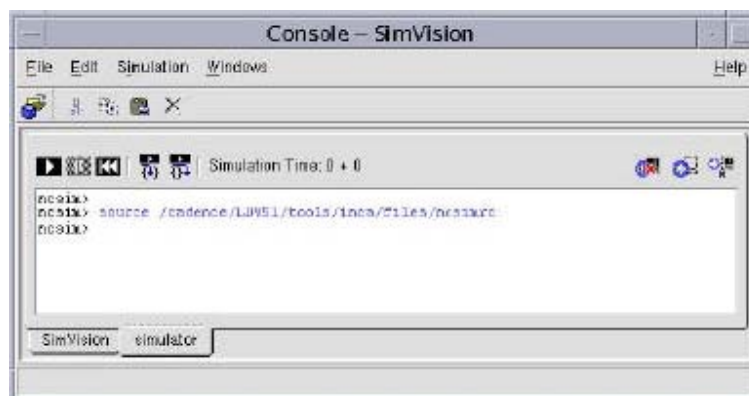 Console – SimVision
File Edit Simulation Windows Help
Simulation Time: 0 + 0
ncsim>
ncsim> source /cadence/LDV51/tools/inca/files/ncsimrc
ncsim>
SimVision simulator